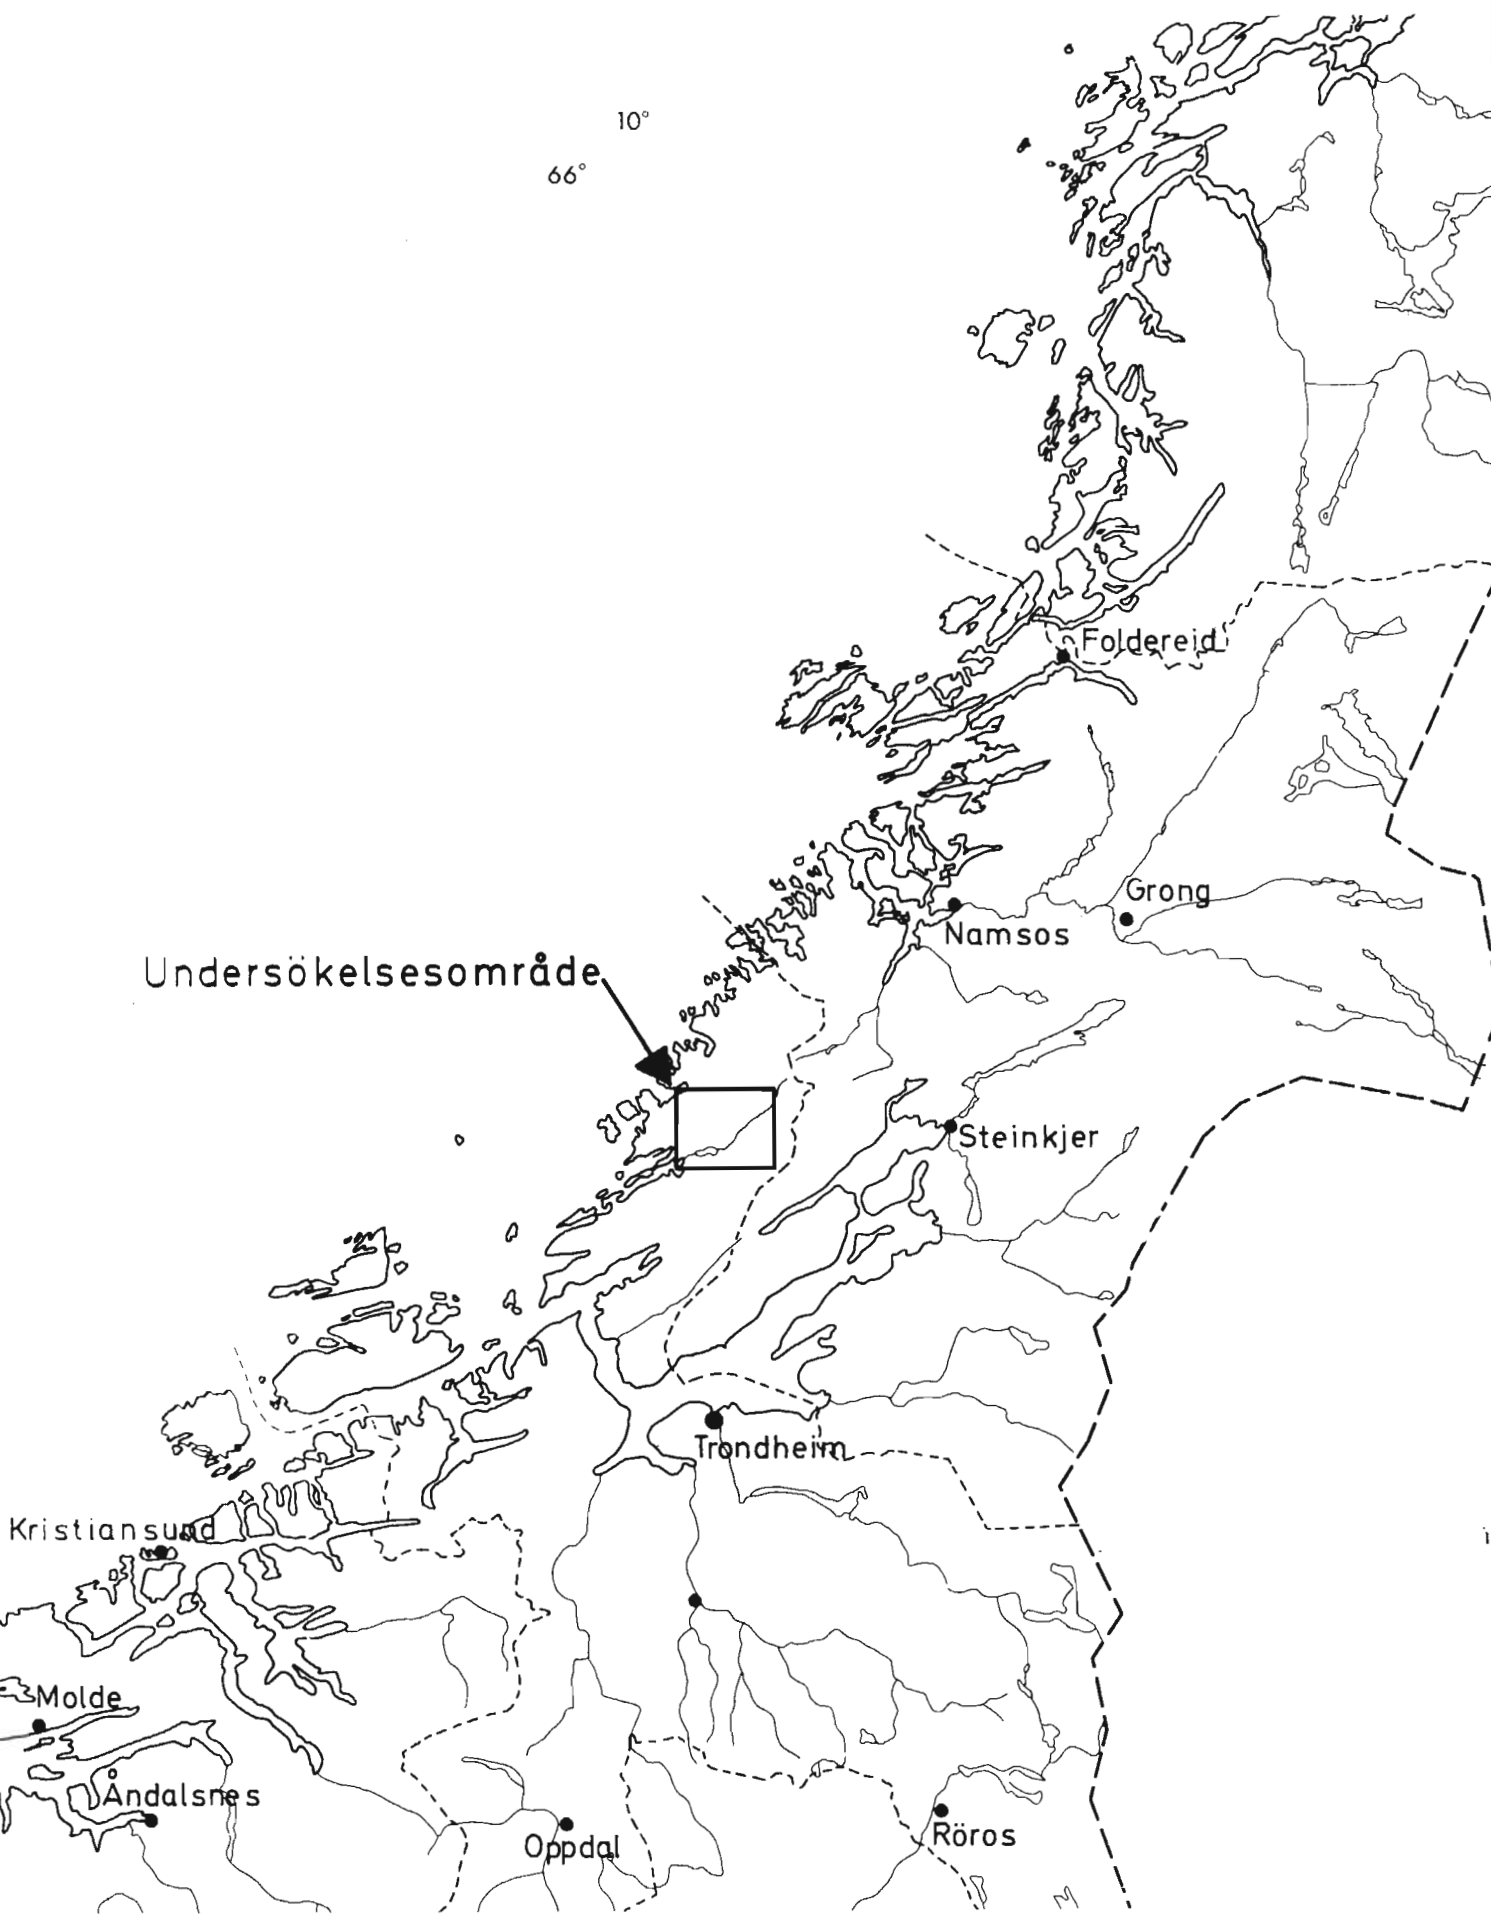 10°
66°
Foldereid
Grong
Namsos
Undersökelsesområde
Steinkjer
Trondheim
Kristiansund
Molde
Åndalsnes
Oppdal
Röros